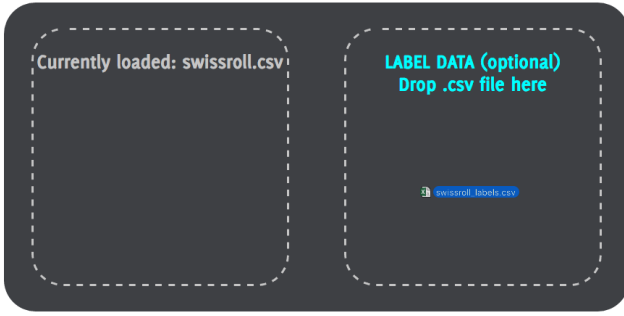 Currently loaded: swissroll.csv
LABEL DATA (optional)
Drop .csv file here
swissroll_labels.csv